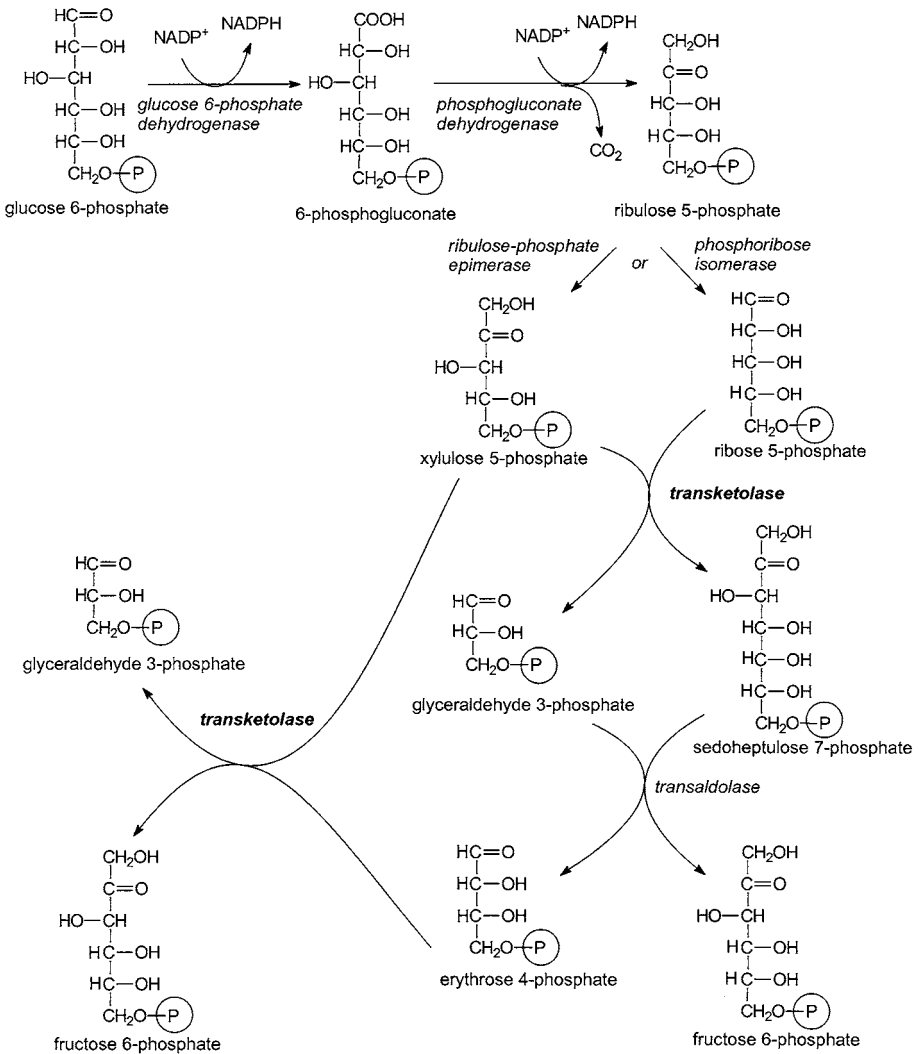 HC=O
HC—OH
HO—CH
HC—OH
HC—OH
CH₂O—P
glucose 6-phosphate
NADP⁺ NADPH
glucose 6-phosphate
dehydrogenase
COOH
HC—OH
HO—CH
HC—OH
HC—OH
CH₂O—P
6-phosphogluconate
NADP⁺ NADPH
phosphogluconate
dehydrogenase
CO₂
CH₂OH
C=O
HC—OH
HC—OH
CH₂O—P
ribulose 5-phosphate
ribulose-phosphate
epimerase
or
phosphoribose
isomerase
CH₂OH
C=O
HO—CH
HC—OH
CH₂O—P
xylulose 5-phosphate
HC=O
HC—OH
HC—OH
HC—OH
CH₂O—P
ribose 5-phosphate
transketolase
HC=O
HC—OH
CH₂O—P
glyceraldehyde 3-phosphate
HC=O
HC—OH
CH₂O—P
glyceraldehyde 3-phosphate
CH₂OH
C=O
HO—CH
HC—OH
HC—OH
HC—OH
CH₂O—P
sedoheptulose 7-phosphate
transketolase
transaldolase
CH₂OH
C=O
HO—CH
HC—OH
HC—OH
CH₂O—P
fructose 6-phosphate
HC=O
HC—OH
HC—OH
CH₂O—P
erythrose 4-phosphate
CH₂OH
C=O
HO—CH
HC—OH
HC—OH
CH₂O—P
fructose 6-phosphate